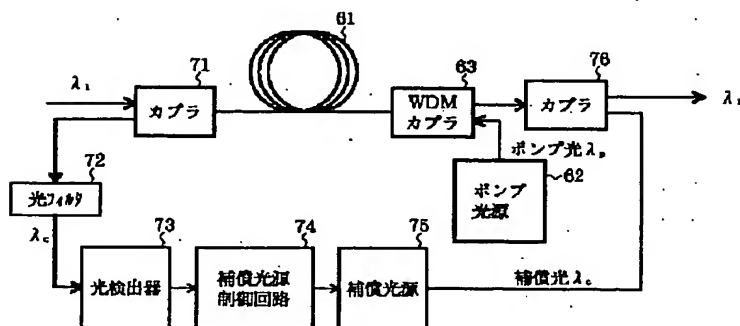 61
71
63
76
λ₁
カプラ
WDM
カプラ
カプラ
λ₁
ポンプ光λₚ
62
ポンプ
光源
72
光フィルタ
λc
73
74
75
光検出器
補償光源
制御回路
補償光源
補償光λc